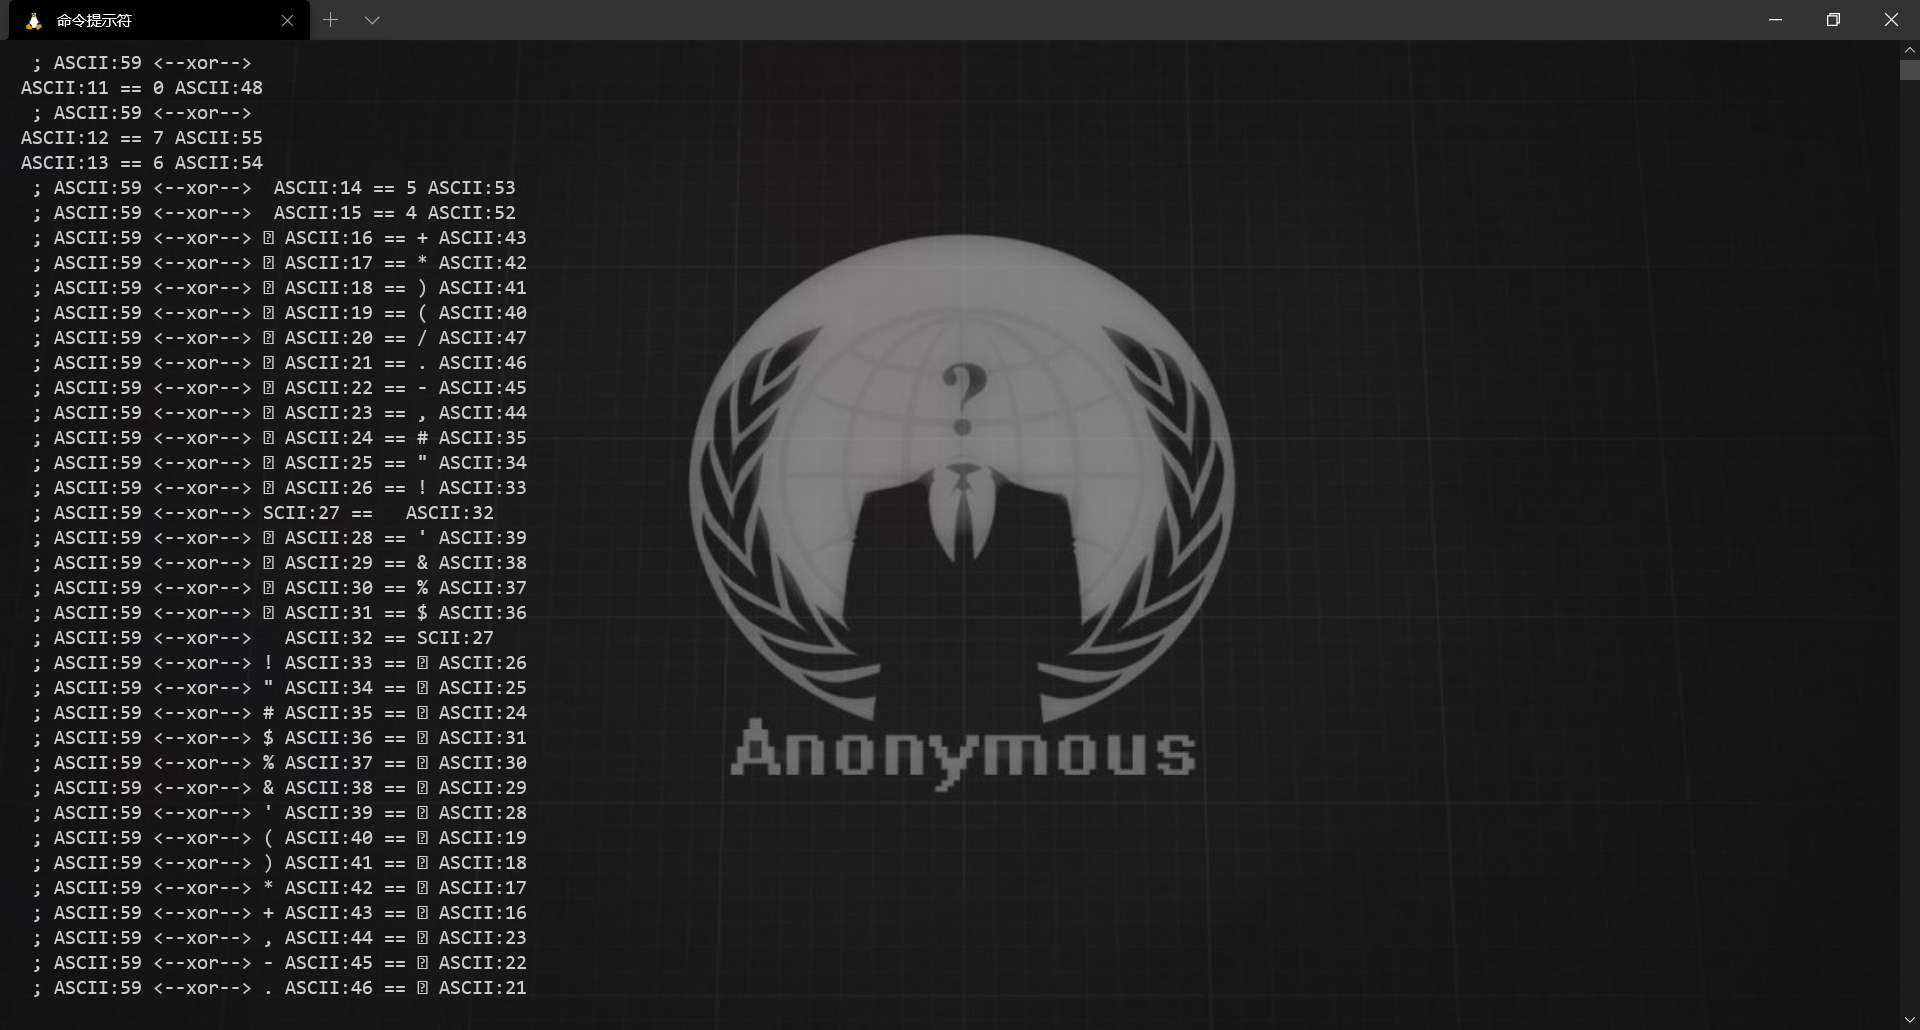 命令提示符
; ASCII:59 <--xor-->
ASCII:11 == 0 ASCII:48
; ASCII:59 <--xor-->
ASCII:12 == 7 ASCII:55
ASCII:13 == 6 ASCII:54
; ASCII:59 <--xor--> ASCII:14 == 5 ASCII:53
; ASCII:59 <--xor--> ASCII:15 == 4 ASCII:52
; ASCII:59 <--xor--> ⍰ ASCII:16 == + ASCII:43
; ASCII:59 <--xor--> ⍰ ASCII:17 == * ASCII:42
; ASCII:59 <--xor--> ⍰ ASCII:18 == ) ASCII:41
; ASCII:59 <--xor--> ⍰ ASCII:19 == ( ASCII:40
; ASCII:59 <--xor--> ⍰ ASCII:20 == / ASCII:47
; ASCII:59 <--xor--> ⍰ ASCII:21 == . ASCII:46
; ASCII:59 <--xor--> ⍰ ASCII:22 == - ASCII:45
; ASCII:59 <--xor--> ⍰ ASCII:23 == , ASCII:44
; ASCII:59 <--xor--> ⍰ ASCII:24 == # ASCII:35
; ASCII:59 <--xor--> ⍰ ASCII:25 == " ASCII:34
; ASCII:59 <--xor--> ⍰ ASCII:26 == ! ASCII:33
; ASCII:59 <--xor--> SCII:27 ==   ASCII:32
; ASCII:59 <--xor--> ⍰ ASCII:28 == ' ASCII:39
; ASCII:59 <--xor--> ⍰ ASCII:29 == & ASCII:38
; ASCII:59 <--xor--> ⍰ ASCII:30 == % ASCII:37
; ASCII:59 <--xor--> ⍰ ASCII:31 == $ ASCII:36
; ASCII:59 <--xor-->   ASCII:32 == SCII:27
; ASCII:59 <--xor--> ! ASCII:33 == ⍰ ASCII:26
; ASCII:59 <--xor--> " ASCII:34 == ⍰ ASCII:25
; ASCII:59 <--xor--> # ASCII:35 == ⍰ ASCII:24
; ASCII:59 <--xor--> $ ASCII:36 == ⍰ ASCII:31
; ASCII:59 <--xor--> % ASCII:37 == ⍰ ASCII:30
; ASCII:59 <--xor--> & ASCII:38 == ⍰ ASCII:29
; ASCII:59 <--xor--> ' ASCII:39 == ⍰ ASCII:28
; ASCII:59 <--xor--> ( ASCII:40 == ⍰ ASCII:19
; ASCII:59 <--xor--> ) ASCII:41 == ⍰ ASCII:18
; ASCII:59 <--xor--> * ASCII:42 == ⍰ ASCII:17
; ASCII:59 <--xor--> + ASCII:43 == ⍰ ASCII:16
; ASCII:59 <--xor--> , ASCII:44 == ⍰ ASCII:23
; ASCII:59 <--xor--> - ASCII:45 == ⍰ ASCII:22
; ASCII:59 <--xor--> . ASCII:46 == ⍰ ASCII:21
?
Anonymous